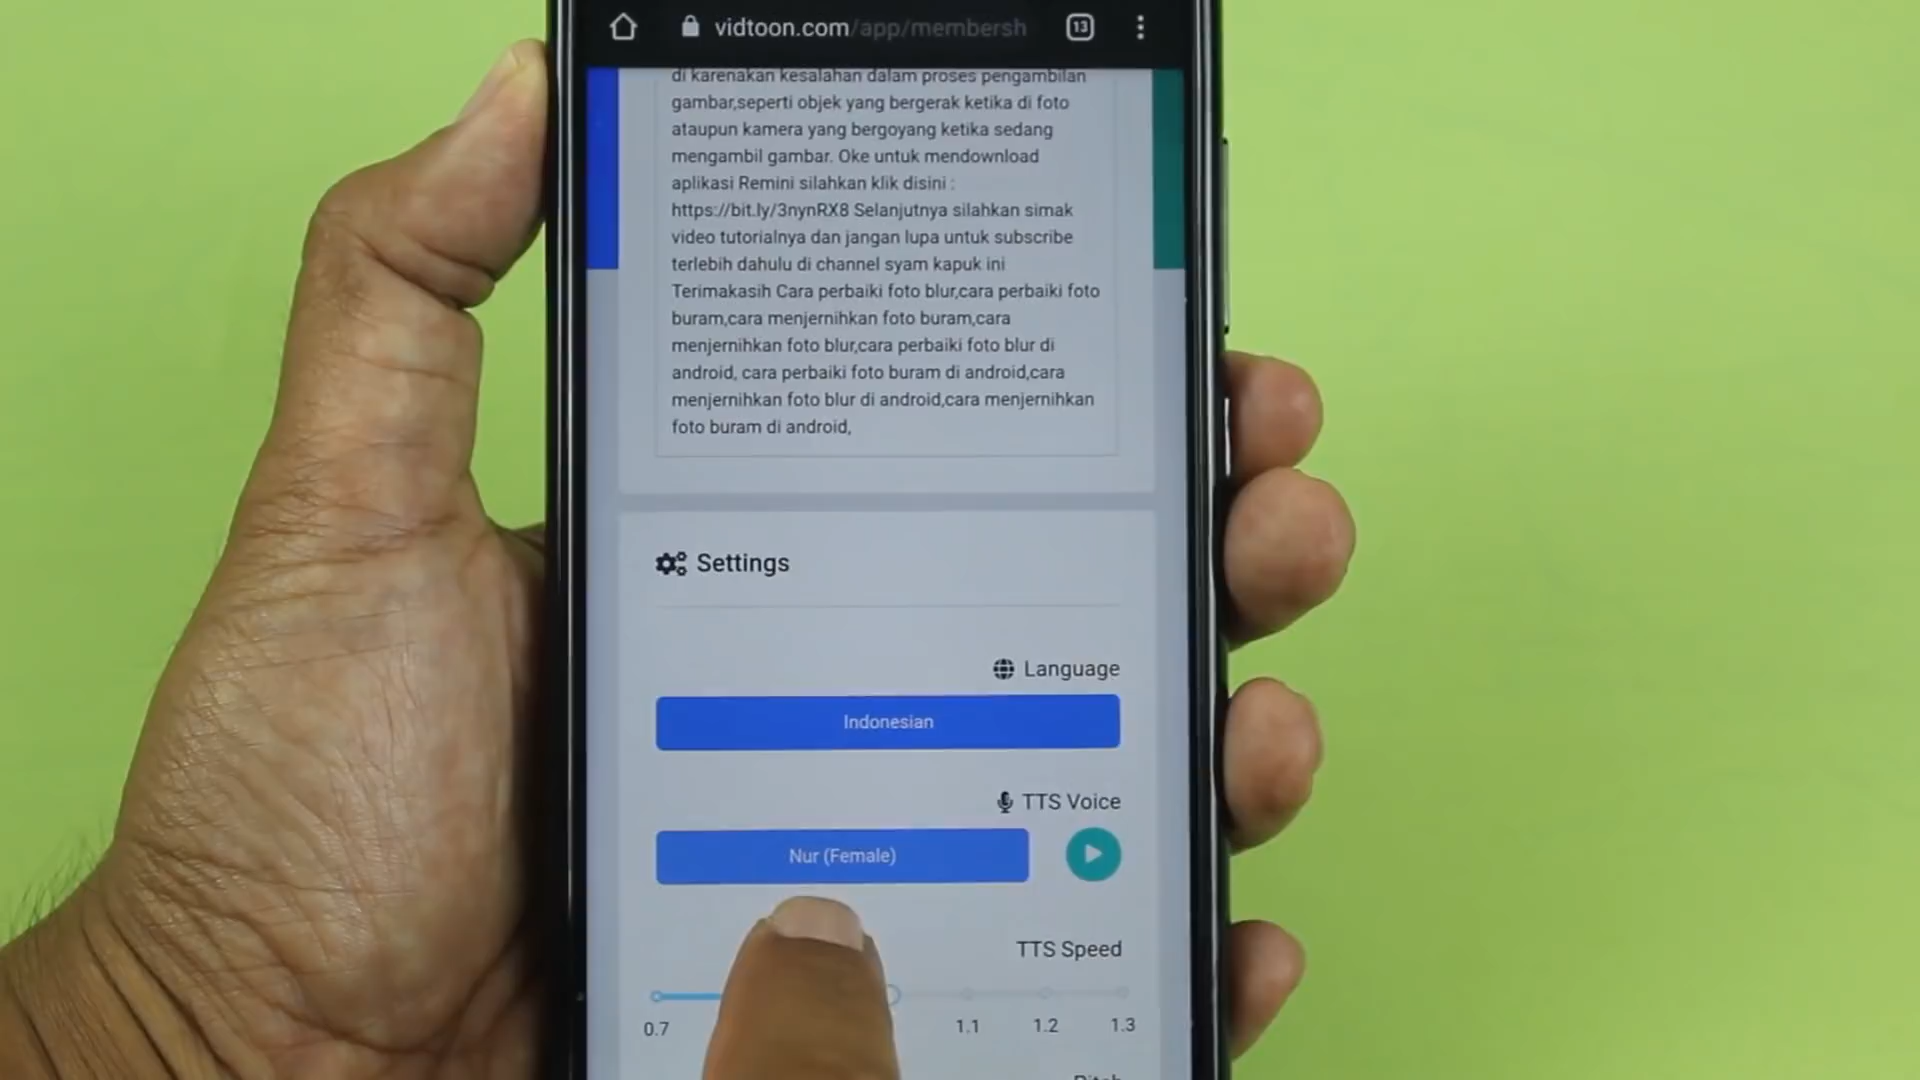 vidtoon.com/app/membersh
13
di karenakan kesalahan dalam proses pengambilan
gambar,seperti objek yang bergerak ketika di foto
ataupun kamera yang bergoyang ketika sedang
mengambil gambar. Oke untuk mendownload
aplikasi Remini silahkan klik disini :
https://bit.ly/3nynRX8 Selanjutnya silahkan simak
video tutorialnya dan jangan lupa untuk subscribe
terlebih dahulu di channel syam kapuk ini
Terimakasih Cara perbaiki foto blur,cara perbaiki foto
buram,cara menjernihkan foto buram,cara
menjernihkan foto blur,cara perbaiki foto blur di
android, cara perbaiki foto buram di android,cara
menjernihkan foto blur di android,cara menjernihkan
foto buram di android,
Settings
Language
Indonesian
TTS Voice
Nur (Female)
TTS Speed
0.7 1.1 1.2 1.3